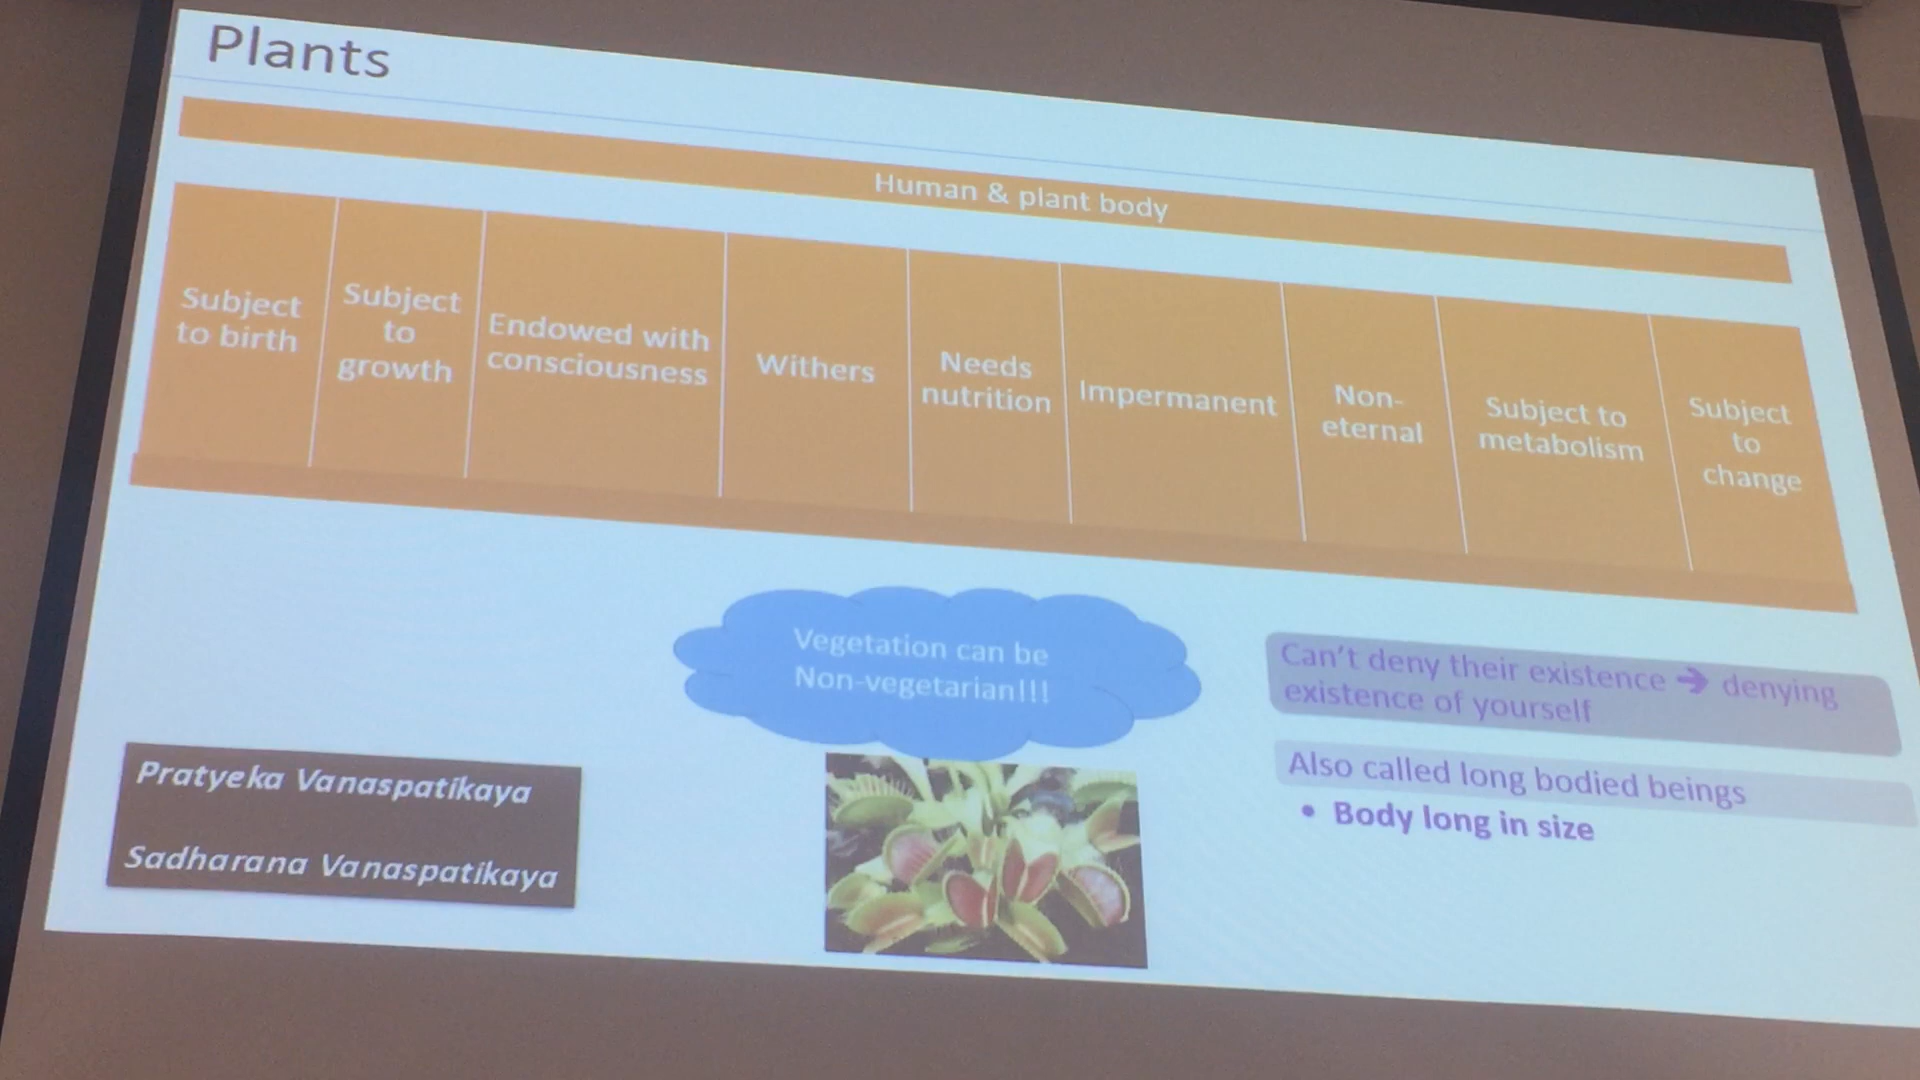 Plants
Human & plant body
Subject
to birth
Subject
to
growth
Endowed with
consciousness
Withers
Needs
nutrition
Impermanent
Non-
eternal
Subject to
metabolism
Subject
to
change
Vegetation can be
Non-vegetarian!!!
Can't deny their existence → denying
existence of yourself
Also called long bodied beings
• Body long in size
Pratyeka Vanaspatikaya
Sadharana Vanaspatikaya